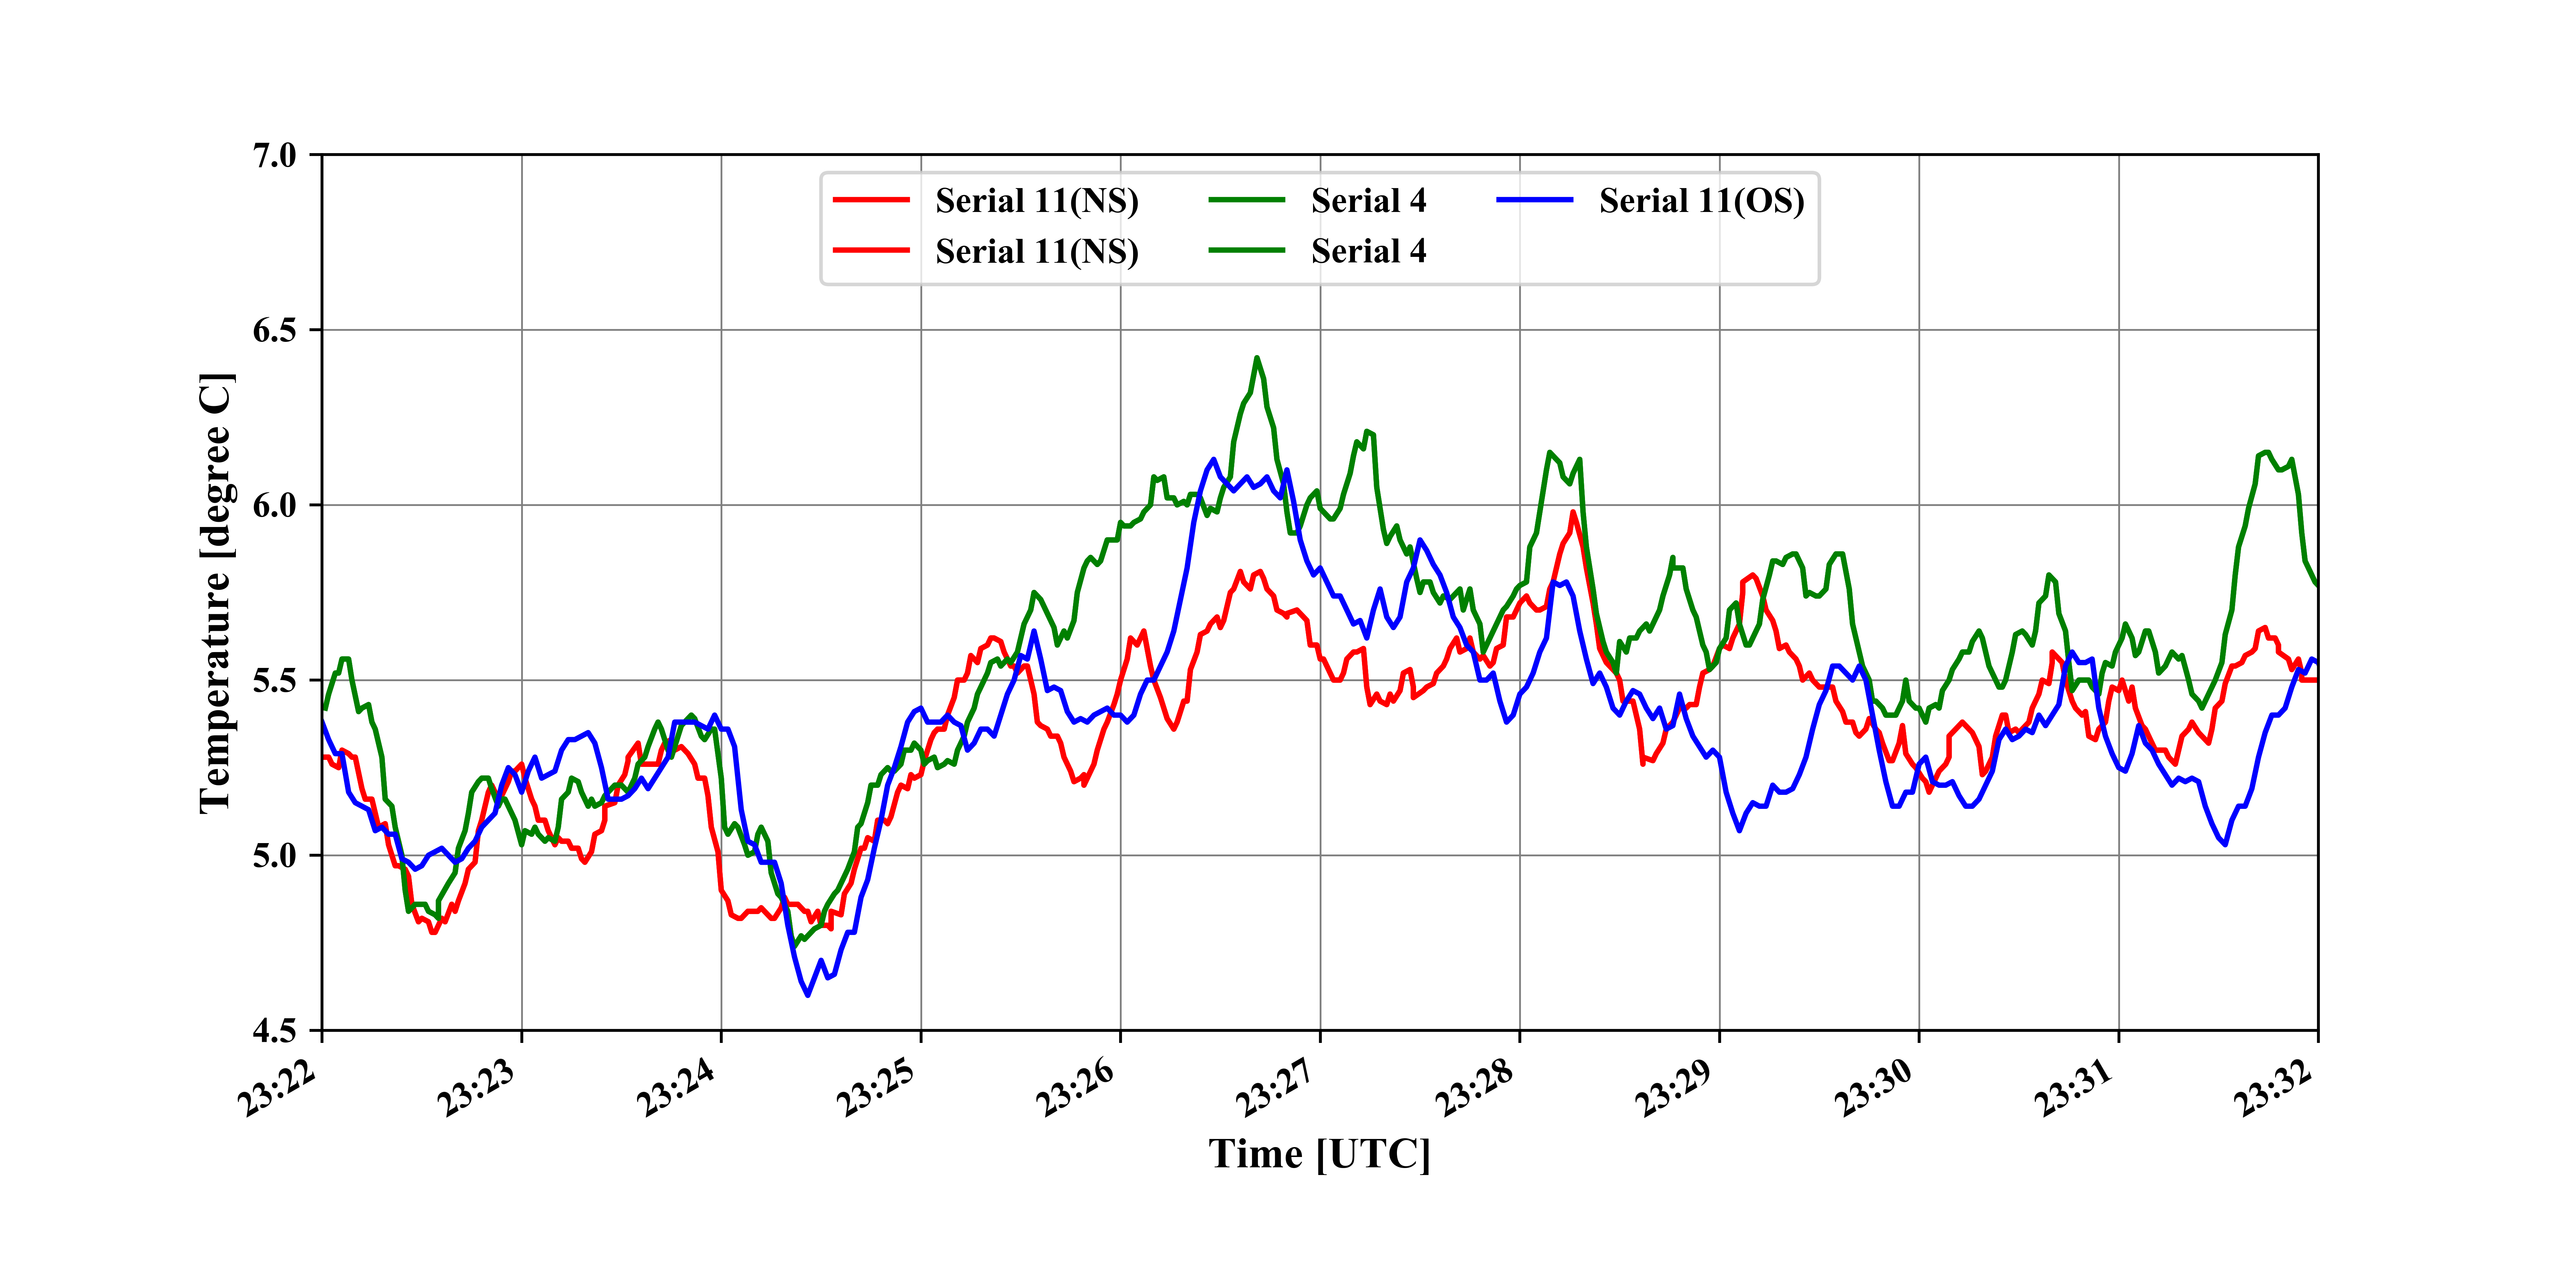 7.0
6.5
6.0
5.5
5.0
4.5
Temperature [degree C]
Serial 11(NS) Serial 4 Serial 11(OS)
Serial 11(NS) Serial 4
23:22 23:23 23:24 23:25 23:26 23:27 23:28 23:29 23:30 23:31 23:32
Time [UTC]